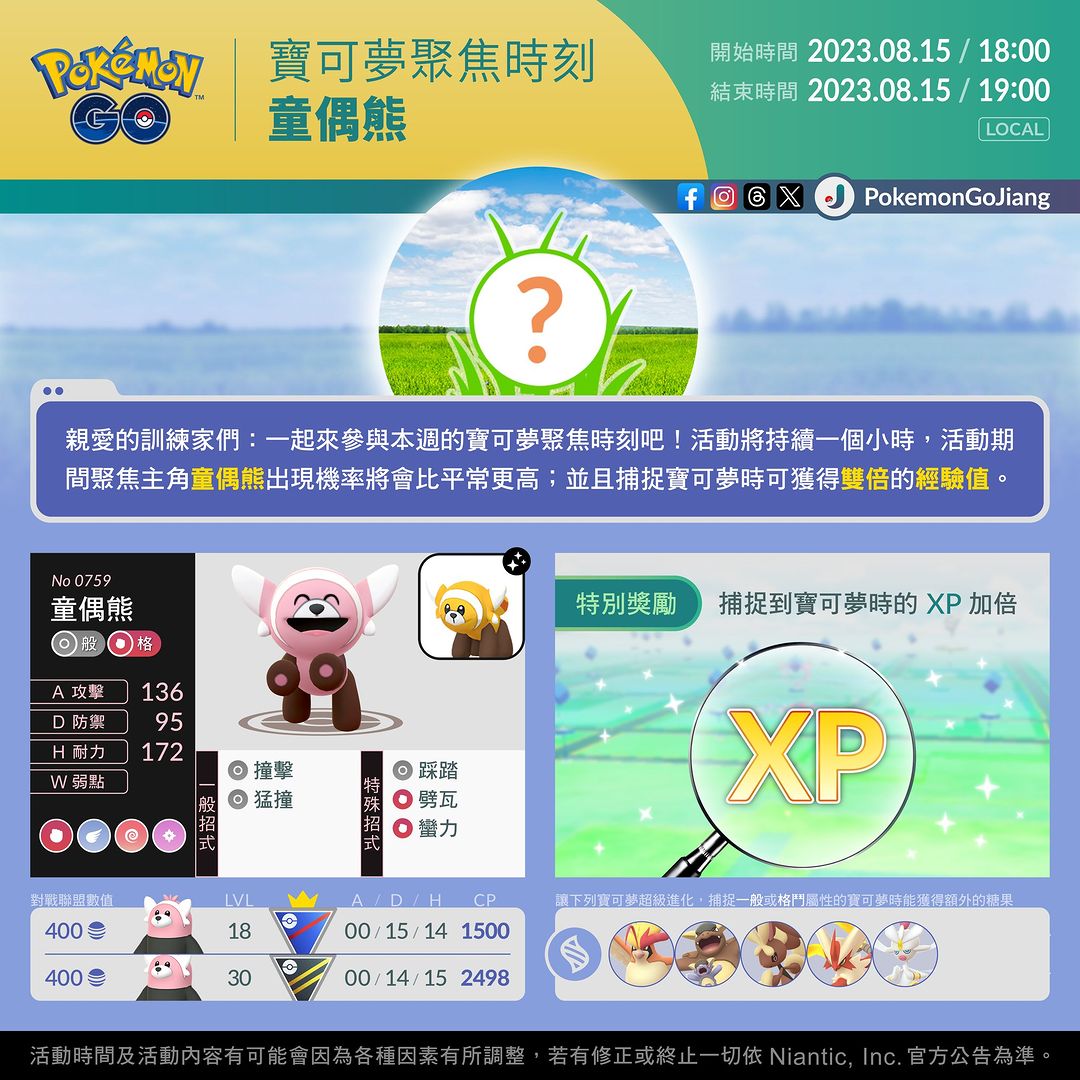 POKÉMON GO
TM
寶可夢聚焦時刻
童偶熊
開始時間 2023.08.15 / 18:00
結束時間 2023.08.15 / 19:00
LOCAL
PokemonGoJiang
?
親愛的訓練家們：一起來參與本週的寶可夢聚焦時刻吧！活動將持續一個小時，活動期
間聚焦主角童偶熊出現機率將會比平常更高；並且捕捉寶可夢時可獲得雙倍的經驗值。
No 0759
童偶熊
般 格
A 攻擊 136
D 防禦 95
H 耐力 172
W 弱點
一般招式
撞擊
猛撞
特殊招式
踩踏
劈瓦
蠻力
特別獎勵 捕捉到寶可夢時的 XP 加倍
XP
對戰聯盟數值 LVL A / D / H CP
400 18 00 / 15 / 14 1500
400 30 00 / 14 / 15 2498
讓下列寶可夢超級進化，捕捉一般或格鬥屬性的寶可夢時能獲得額外的糖果
活動時間及活動內容有可能會因為各種因素有所調整，若有修正或終止一切依 Niantic, Inc. 官方公告為準。